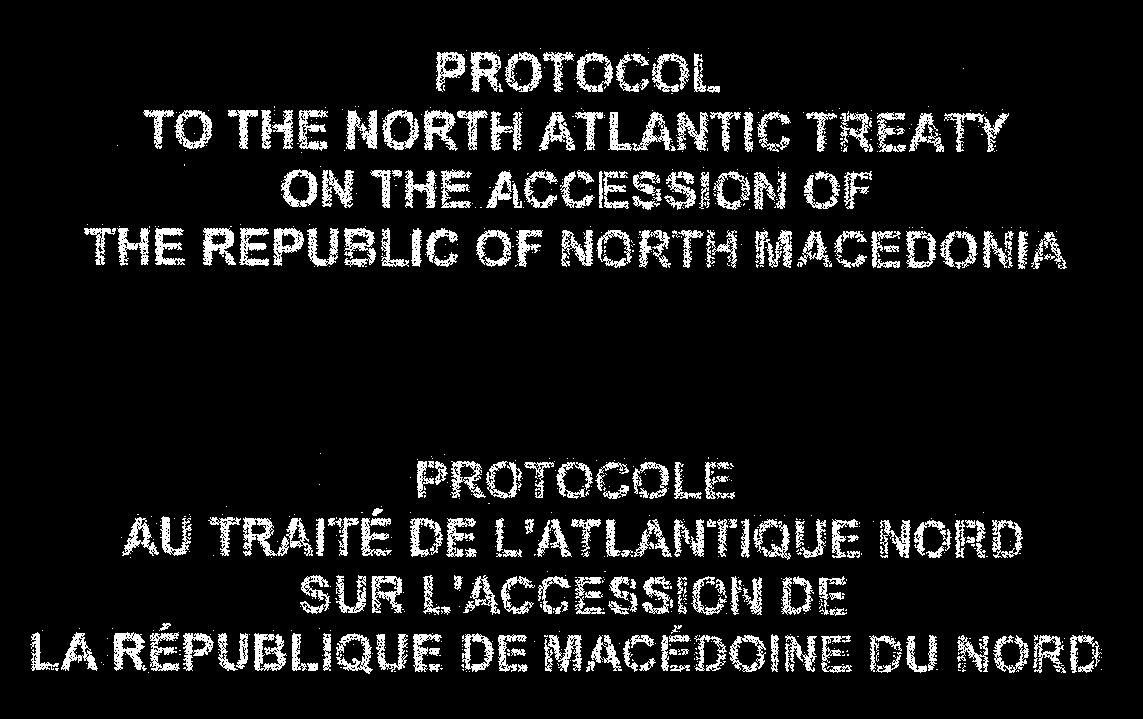 PROTOCOL
TO THE NORTH ATLANTIC TREATY
ON THE ACCESSION OF
THE REPUBLIC OF NORTH MACEDONIA
PROTOCOLE
AU TRAITÉ DE L'ATLANTIQUE NORD
SUR L'ACCESSION DE
LA RÉPUBLIQUE DE MACÉDOINE DU NORD